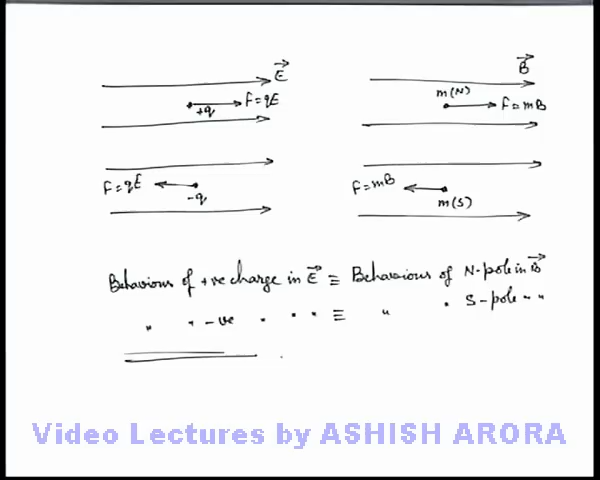 E
+q F=qE
F=qE
-q
B
m(N)
F=mB
F=mB
m(S)
Behaviour of +ve charge in E ≡ Behaviour of N-pole in B
" " -ve " " " ≡ " " S-pole " "
Video Lectures by ASHISH ARORA